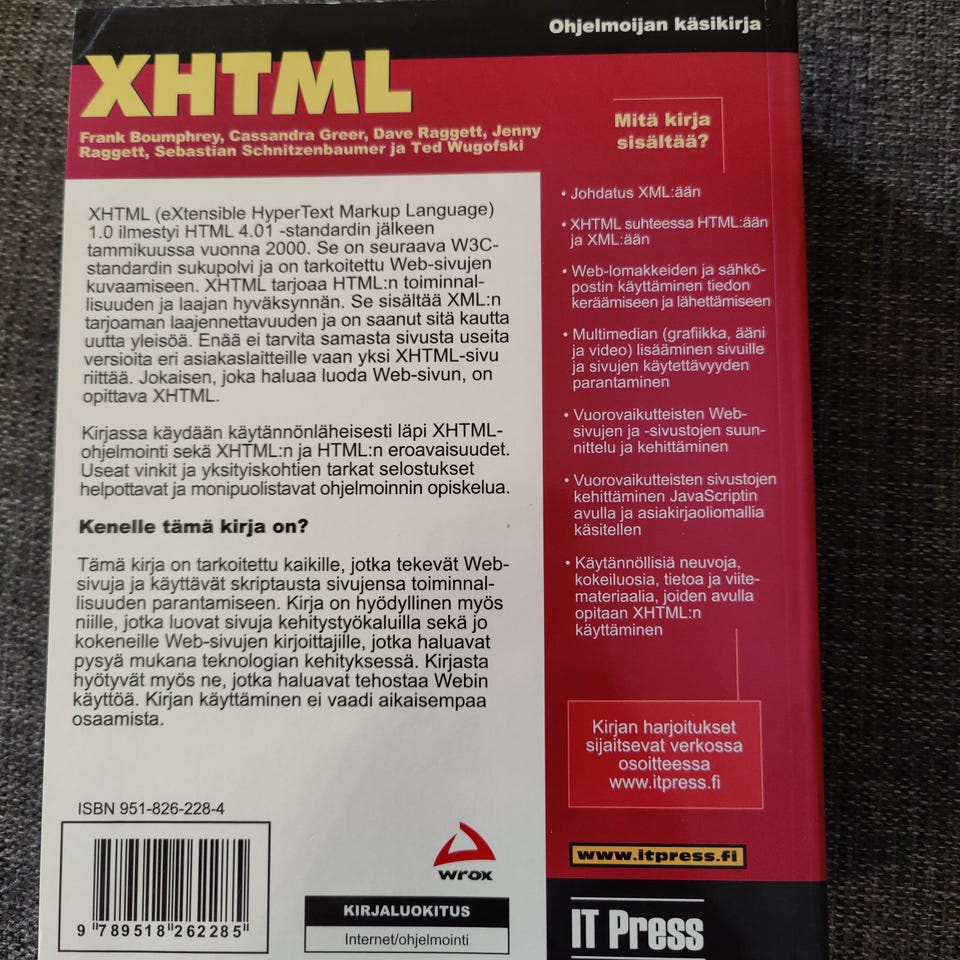 Ohjelmoijan käsikirja
XHTML
Frank Boumphrey, Cassandra Greer, Dave Raggett, Jenny
Raggett, Sebastian Schnitzenbaumer ja Ted Wugofski
XHTML (eXtensible HyperText Markup Language)
1.0 ilmestyi HTML 4.01 -standardin jälkeen
tammikuussa vuonna 2000. Se on seuraava W3C-
standardin sukupolvi ja on tarkoitettu Web-sivujen
kuvaamiseen. XHTML tarjoaa HTML:n toiminnal-
lisuuden ja laajan hyväksynnän. Se sisältää XML:n
tarjoaman laajennettavuuden ja on saanut sitä kautta
uutta yleisöä. Enää ei tarvita samasta sivusta useita
versioita eri asiakaslaitteille vaan yksi XHTML-sivu
riittää. Jokaisen, joka haluaa luoda Web-sivun, on
opittava XHTML.
Kirjassa käydään käytännönläheisesti läpi XHTML-
ohjelmointi sekä XHTML:n ja HTML:n eroavaisuudet.
Useat vinkit ja yksityiskohtien tarkat selostukset
helpottavat ja monipuolistavat ohjelmoinnin opiskelua.
Kenelle tämä kirja on?
Tämä kirja on tarkoitettu kaikille, jotka tekevät Web-
sivuja ja käyttävät skriptausta sivujensa toiminnal-
lisuuden parantamiseen. Kirja on hyödyllinen myös
niille, jotka luovat sivuja kehitystyökaluilla sekä jo
kokeneille Web-sivujen kirjoittajille, jotka haluavat
pysyä mukana teknologian kehityksessä. Kirjasta
hyötyvät myös ne, jotka haluavat tehostaa Webin
käyttöä. Kirjan käyttäminen ei vaadi aikaisempaa
osaamista.
Mitä kirja
sisältää?
• Johdatus XML:ään
• XHTML suhteessa HTML:ään
ja XML:ään
• Web-lomakkeiden ja sähkö-
postin käyttäminen tiedon
keräämiseen ja lähettämiseen
• Multimedian (grafiikka, ääni
ja video) lisääminen sivuille
ja sivujen käytettävyyden
parantaminen
• Vuorovaikutteisten Web-
sivujen ja -sivustojen suun-
nittelu ja kehittäminen
• Vuorovaikutteisten sivustojen
kehittäminen JavaScriptin
avulla ja asiakirjaoliomallia
käsitellen
• Käytännöllisiä neuvoja,
kokeiluosia, tietoa ja viite-
materiaalia, joiden avulla
opitaan XHTML:n
käyttäminen
Kirjan harjoitukset
sijaitsevat verkossa
osoitteessa
www.itpress.fi
ISBN 951-826-228-4
9 789518 262285
wrox
KIRJALUOKITUS
Internet/ohjelmointi
www.itpress.fi
IT Press